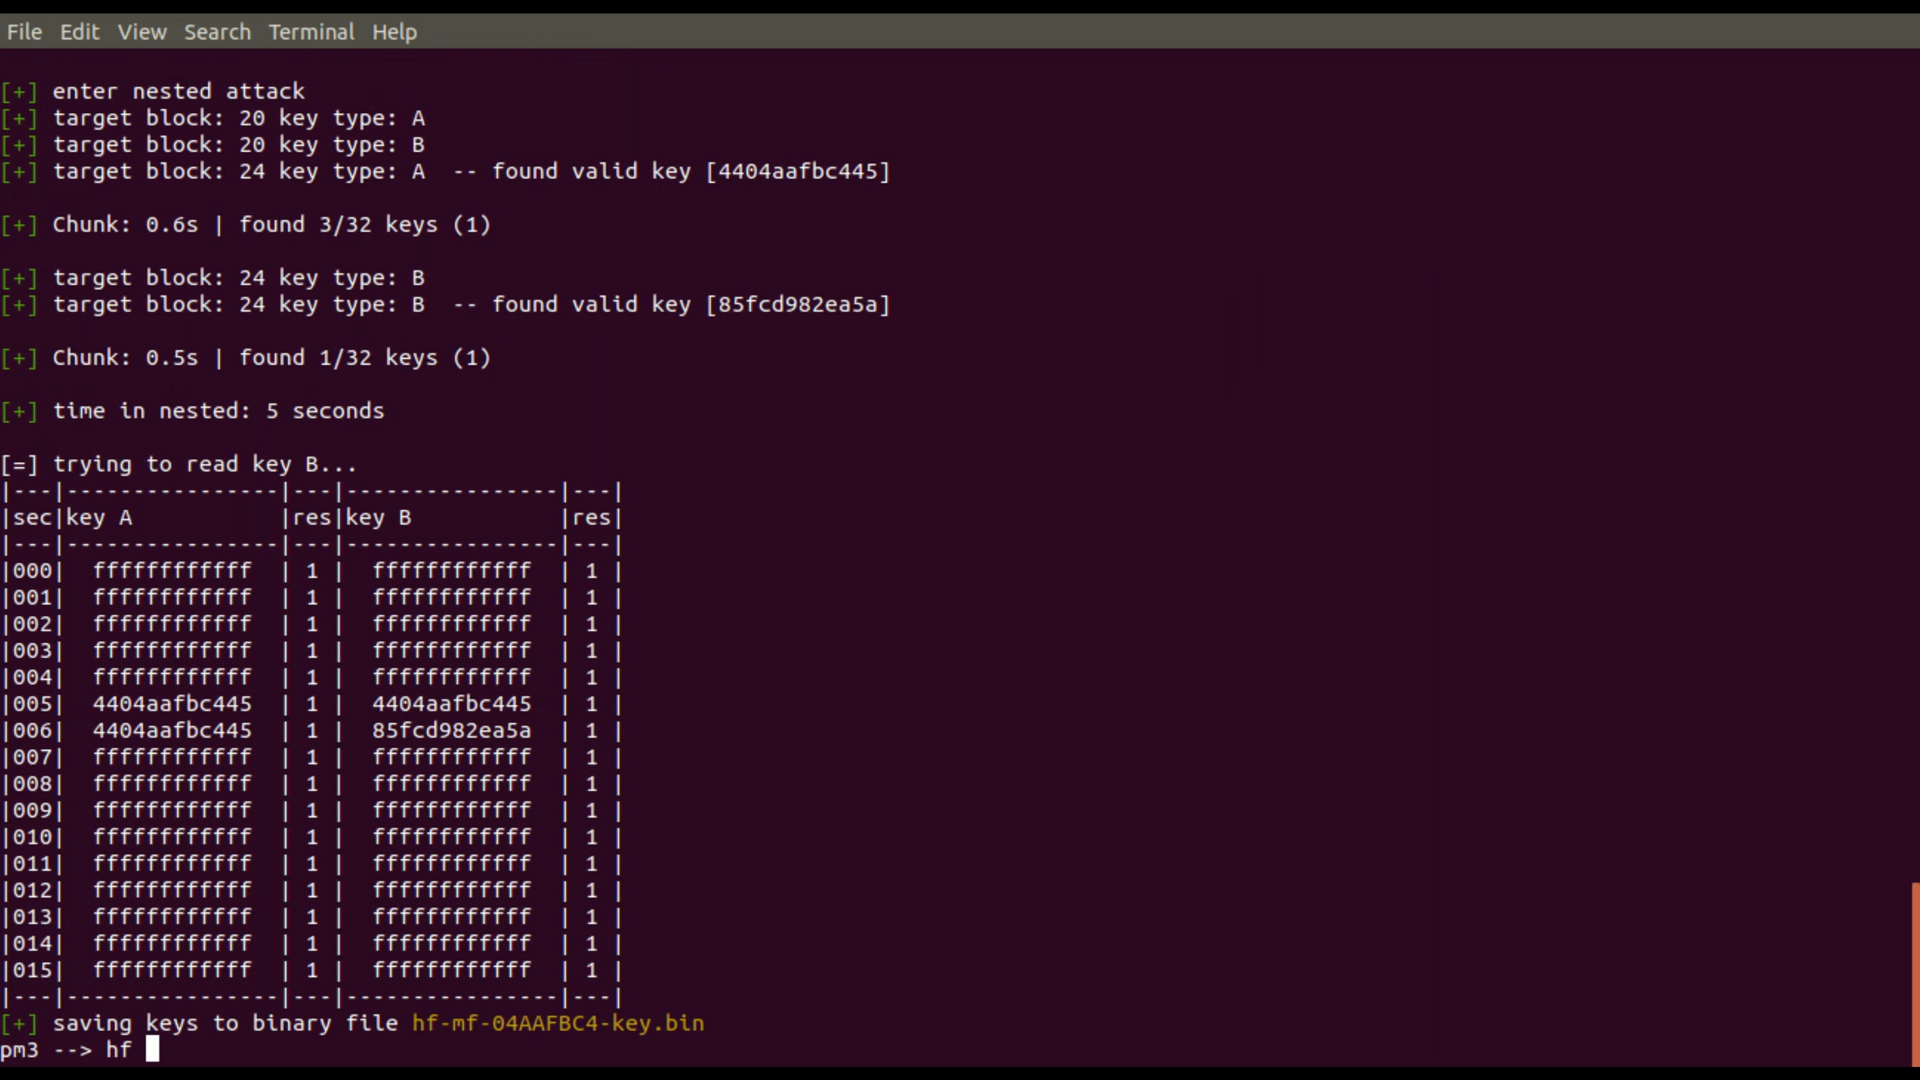 File Edit View Search Terminal Help
[+] enter nested attack
[+] target block: 20 key type: A
[+] target block: 20 key type: B
[+] target block: 24 key type: A  -- found valid key [4404aafbc445]
[+] Chunk: 0.6s | found 3/32 keys (1)
[+] target block: 24 key type: B
[+] target block: 24 key type: B  -- found valid key [85fcd982ea5a]
[+] Chunk: 0.5s | found 1/32 keys (1)
[+] time in nested: 5 seconds
[=] trying to read key B...
|---|----------------|---|----------------|---|
|sec|key A           |res|key B           |res|
|---|----------------|---|----------------|---|
|000|  ffffffffffff  | 1 |  ffffffffffff  | 1 |
|001|  ffffffffffff  | 1 |  ffffffffffff  | 1 |
|002|  ffffffffffff  | 1 |  ffffffffffff  | 1 |
|003|  ffffffffffff  | 1 |  ffffffffffff  | 1 |
|004|  ffffffffffff  | 1 |  ffffffffffff  | 1 |
|005|  4404aafbc445  | 1 |  4404aafbc445  | 1 |
|006|  4404aafbc445  | 1 |  85fcd982ea5a  | 1 |
|007|  ffffffffffff  | 1 |  ffffffffffff  | 1 |
|008|  ffffffffffff  | 1 |  ffffffffffff  | 1 |
|009|  ffffffffffff  | 1 |  ffffffffffff  | 1 |
|010|  ffffffffffff  | 1 |  ffffffffffff  | 1 |
|011|  ffffffffffff  | 1 |  ffffffffffff  | 1 |
|012|  ffffffffffff  | 1 |  ffffffffffff  | 1 |
|013|  ffffffffffff  | 1 |  ffffffffffff  | 1 |
|014|  ffffffffffff  | 1 |  ffffffffffff  | 1 |
|015|  ffffffffffff  | 1 |  ffffffffffff  | 1 |
|---|----------------|---|----------------|---|
[+] saving keys to binary file hf-mf-04AAFBC4-key.bin
pm3 --> hf